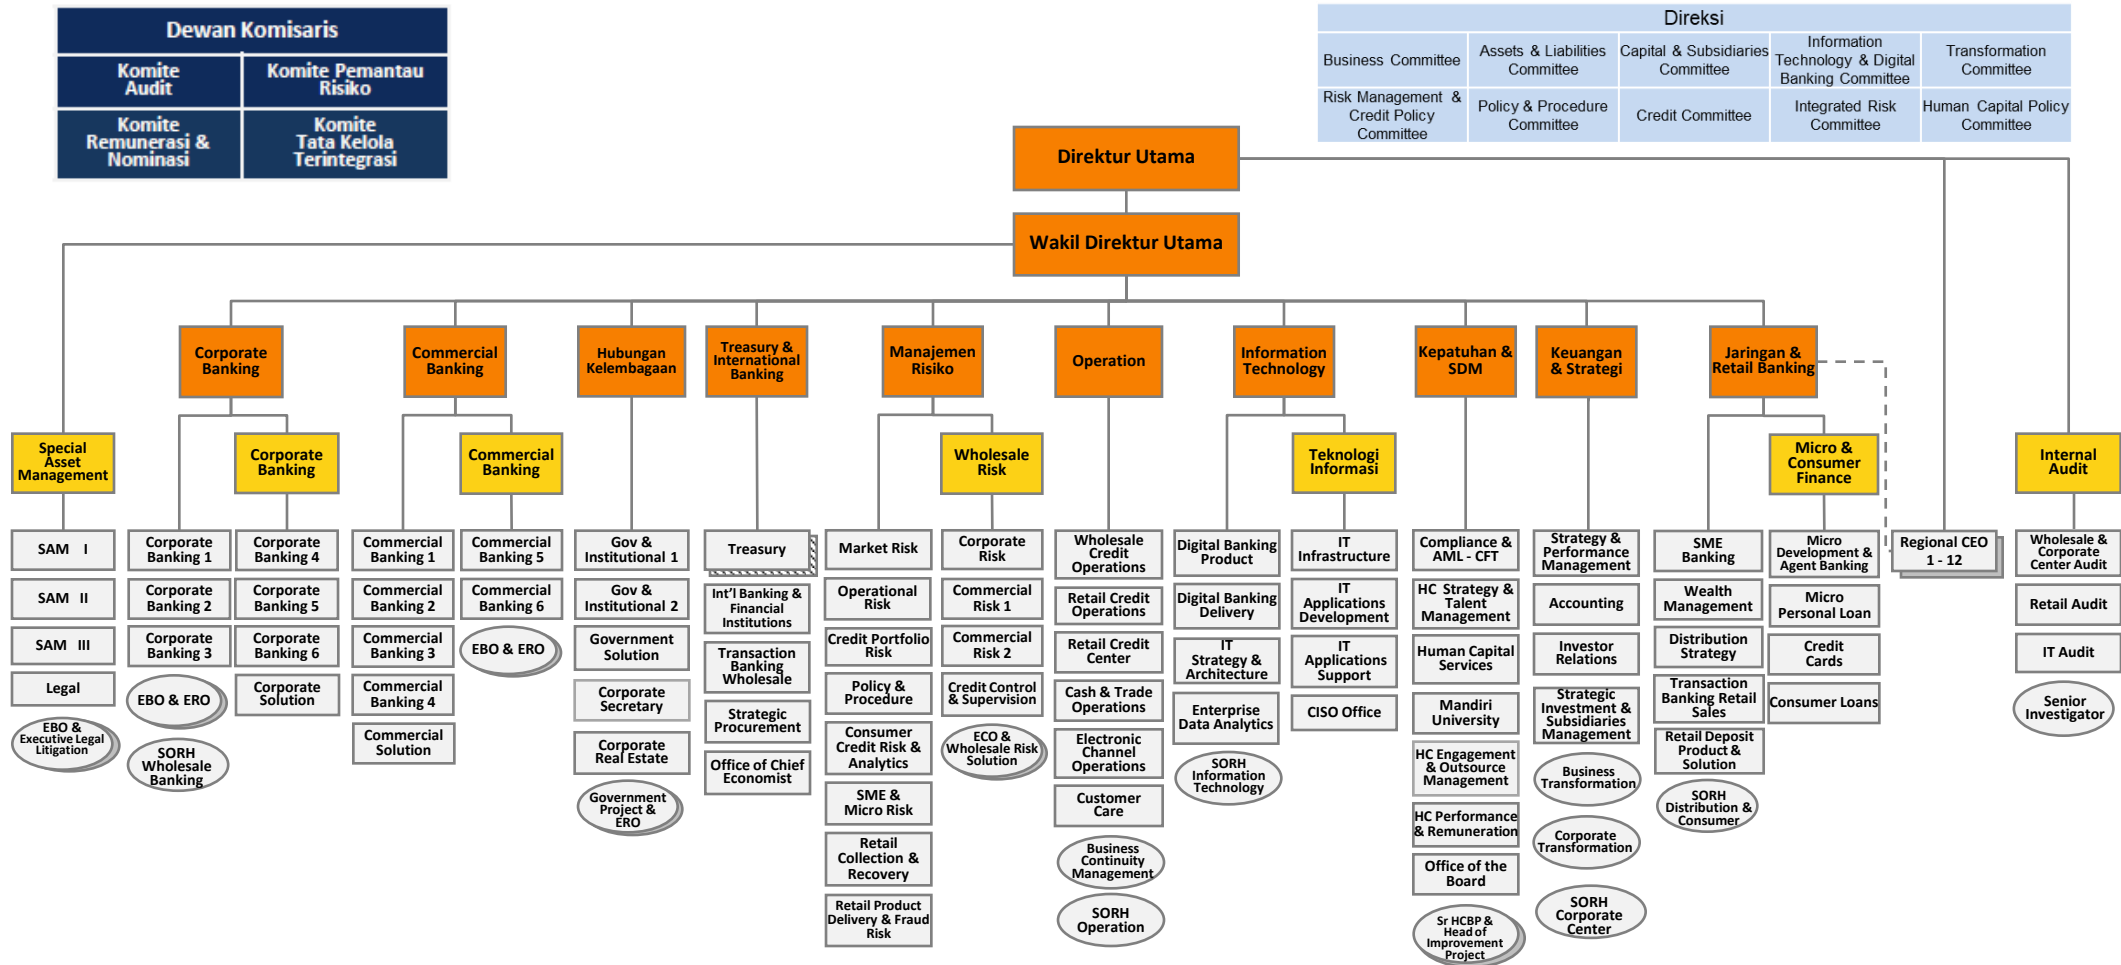 Dewan Komisaris
Komite
Audit
Komite Pemantau
Risiko
Komite
Remunerasi &
Nominasi
Komite
Tata Kelola
Terintegrasi
Direksi
Business Committee
Assets & Liabilities
Committee
Capital & Subsidiaries
Committee
Information
Technology & Digital
Banking Committee
Transformation
Committee
Risk Management &
Credit Policy
Committee
Policy & Procedure
Committee
Credit Committee
Integrated Risk
Committee
Human Capital Policy
Committee
Direktur Utama
Wakil Direktur Utama
Corporate
Banking
Commercial
Banking
Hubungan
Kelembagaan
Treasury &
International
Banking
Manajemen
Risiko
Operation
Information
Technology
Kepatuhan &
SDM
Keuangan
& Strategi
Jaringan &
Retail Banking
Special
Asset
Management
Corporate
Banking
Commercial
Banking
Wholesale
Risk
Teknologi
Informasi
Micro &
Consumer
Finance
Internal
Audit
SAM I
SAM II
SAM III
Legal
EBO &
Executive Legal
Litigation
Corporate
Banking 1
Corporate
Banking 2
Corporate
Banking 3
EBO & ERO
SORH
Wholesale
Banking
Corporate
Banking 4
Corporate
Banking 5
Corporate
Banking 6
Corporate
Solution
Commercial
Banking 1
Commercial
Banking 2
Commercial
Banking 3
Commercial
Banking 4
Commercial
Solution
Commercial
Banking 5
Commercial
Banking 6
EBO & ERO
Gov &
Institutional 1
Gov &
Institutional 2
Government
Solution
Corporate
Secretary
Corporate
Real Estate
Government
Project &
ERO
Treasury
Int'l Banking &
Financial
Institutions
Transaction
Banking
Wholesale
Strategic
Procurement
Office of Chief
Economist
Market Risk
Operational
Risk
Credit Portfolio
Risk
Policy &
Procedure
Consumer
Credit Risk &
Analytics
SME &
Micro Risk
Retail
Collection &
Recovery
Retail Product
Delivery & Fraud
Risk
Corporate
Risk
Commercial
Risk 1
Commercial
Risk 2
Credit Control
& Supervision
ECO &
Wholesale Risk
Solution
Wholesale
Credit
Operations
Retail Credit
Operations
Retail Credit
Center
Cash & Trade
Operations
Electronic
Channel
Operations
Customer
Care
Business
Continuity
Management
SORH
Operation
Digital Banking
Product
Digital Banking
Delivery
IT
Strategy &
Architecture
Enterprise
Data Analytics
SORH
Information
Technology
IT
Infrastructure
IT
Applications
Development
IT
Applications
Support
CISO Office
Compliance &
AML - CFT
HC Strategy &
Talent
Management
Human Capital
Services
Mandiri
University
HC Engagement
& Outsource
Management
HC Performance
& Remuneration
Office of the
Board
Sr HCBP &
Head of
Improvement
Project
Strategy &
Performance
Management
Accounting
Investor
Relations
Strategic
Investment &
Subsidiaries
Management
Business
Transformation
Corporate
Transformation
SORH
Corporate
Center
SME
Banking
Wealth
Management
Distribution
Strategy
Transaction
Banking Retail
Sales
Retail Deposit
Product &
Solution
SORH
Distribution &
Consumer
Micro
Development &
Agent Banking
Micro
Personal Loan
Credit
Cards
Consumer Loans
Regional CEO
1 - 12
Wholesale &
Corporate
Center Audit
Retail Audit
IT Audit
Senior
Investigator